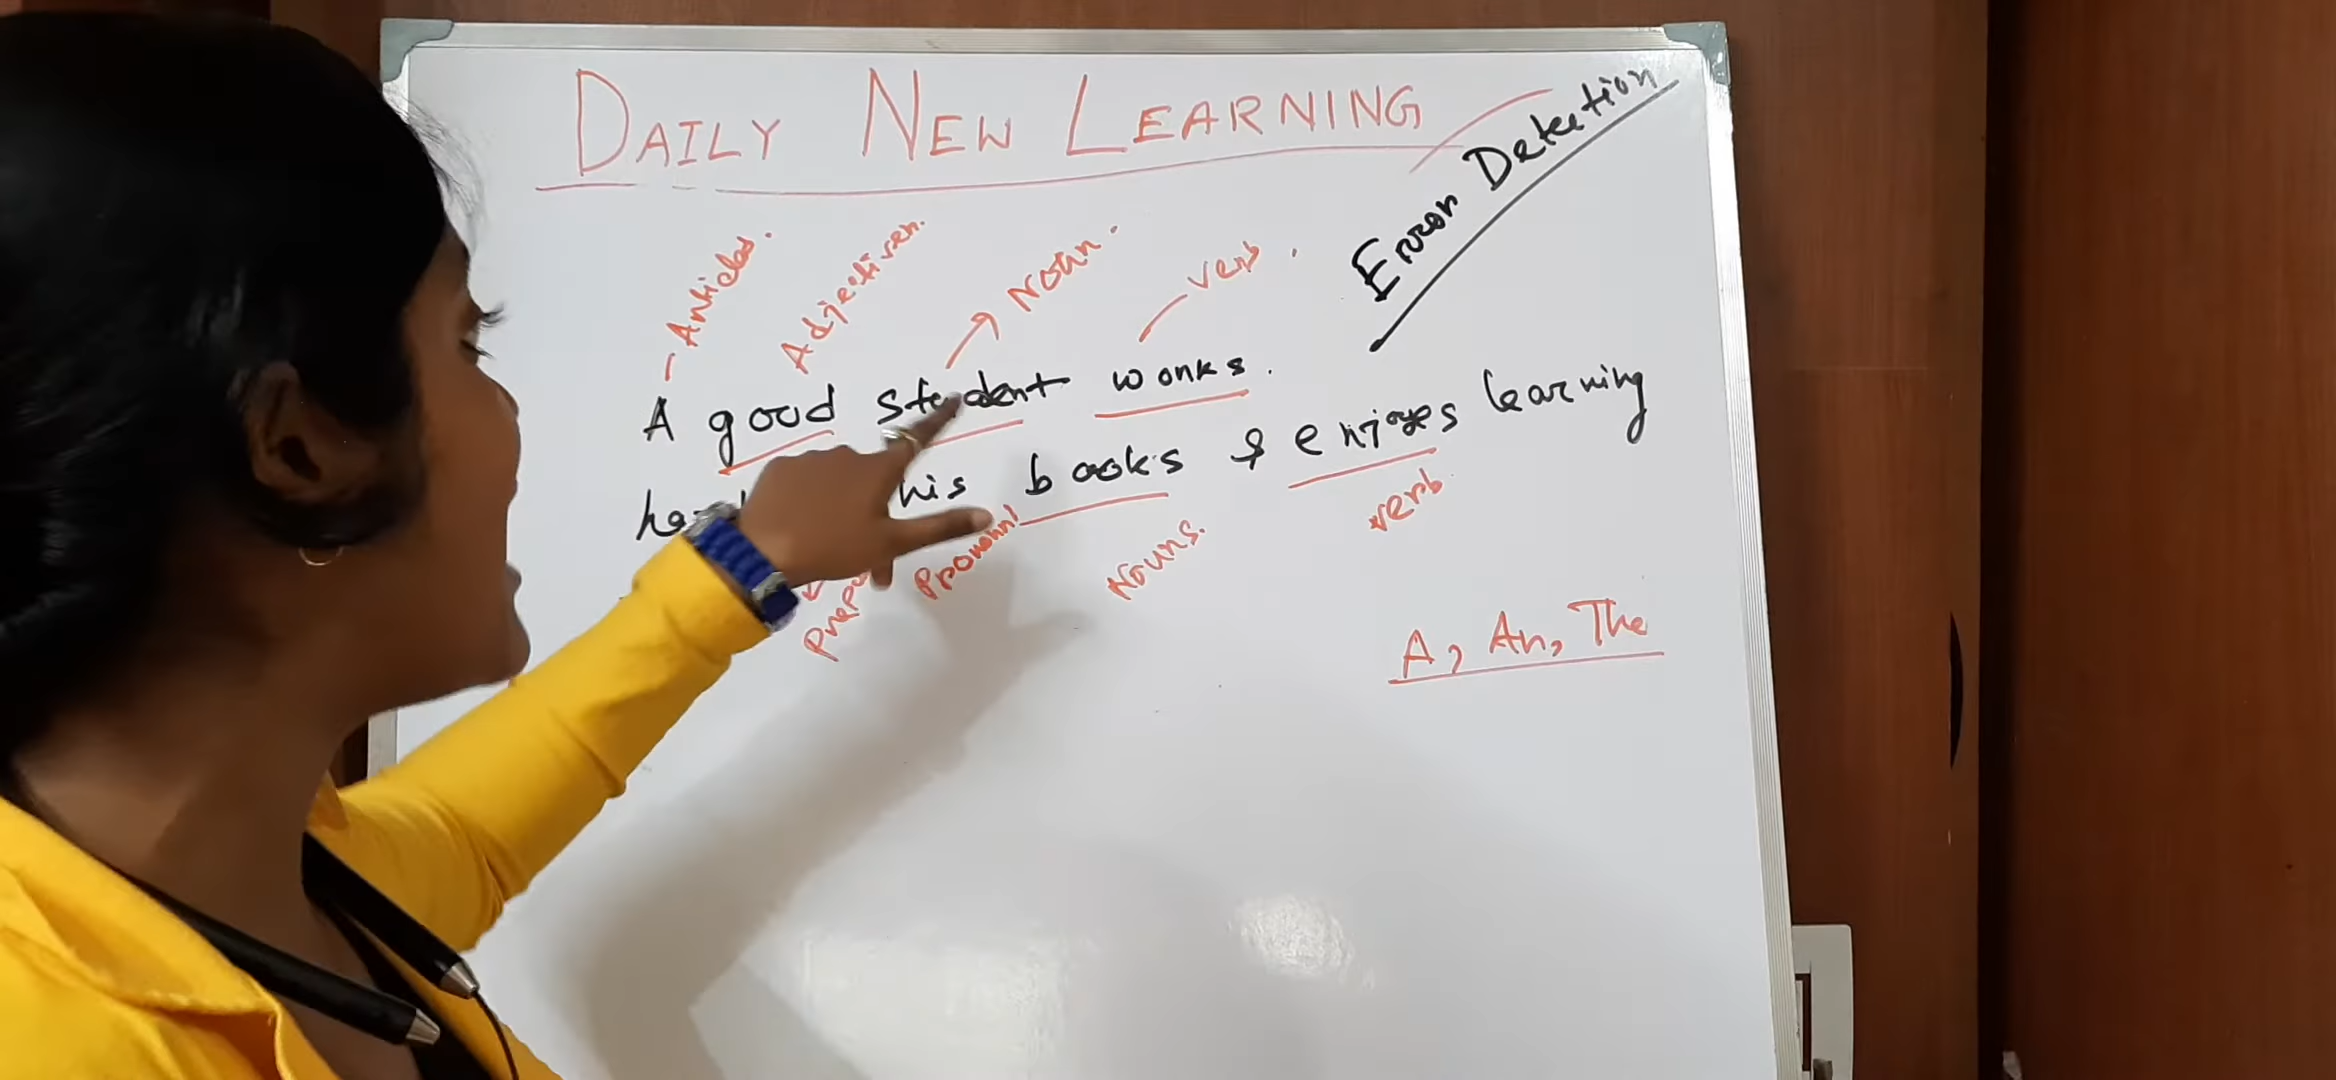 DAILY NEW LEARNING
Error Detection
Articles. Adjectives. Noun. verb.
A good student works.
his books & enjoyes learning
Pronoun Nouns. verb
A, An, The